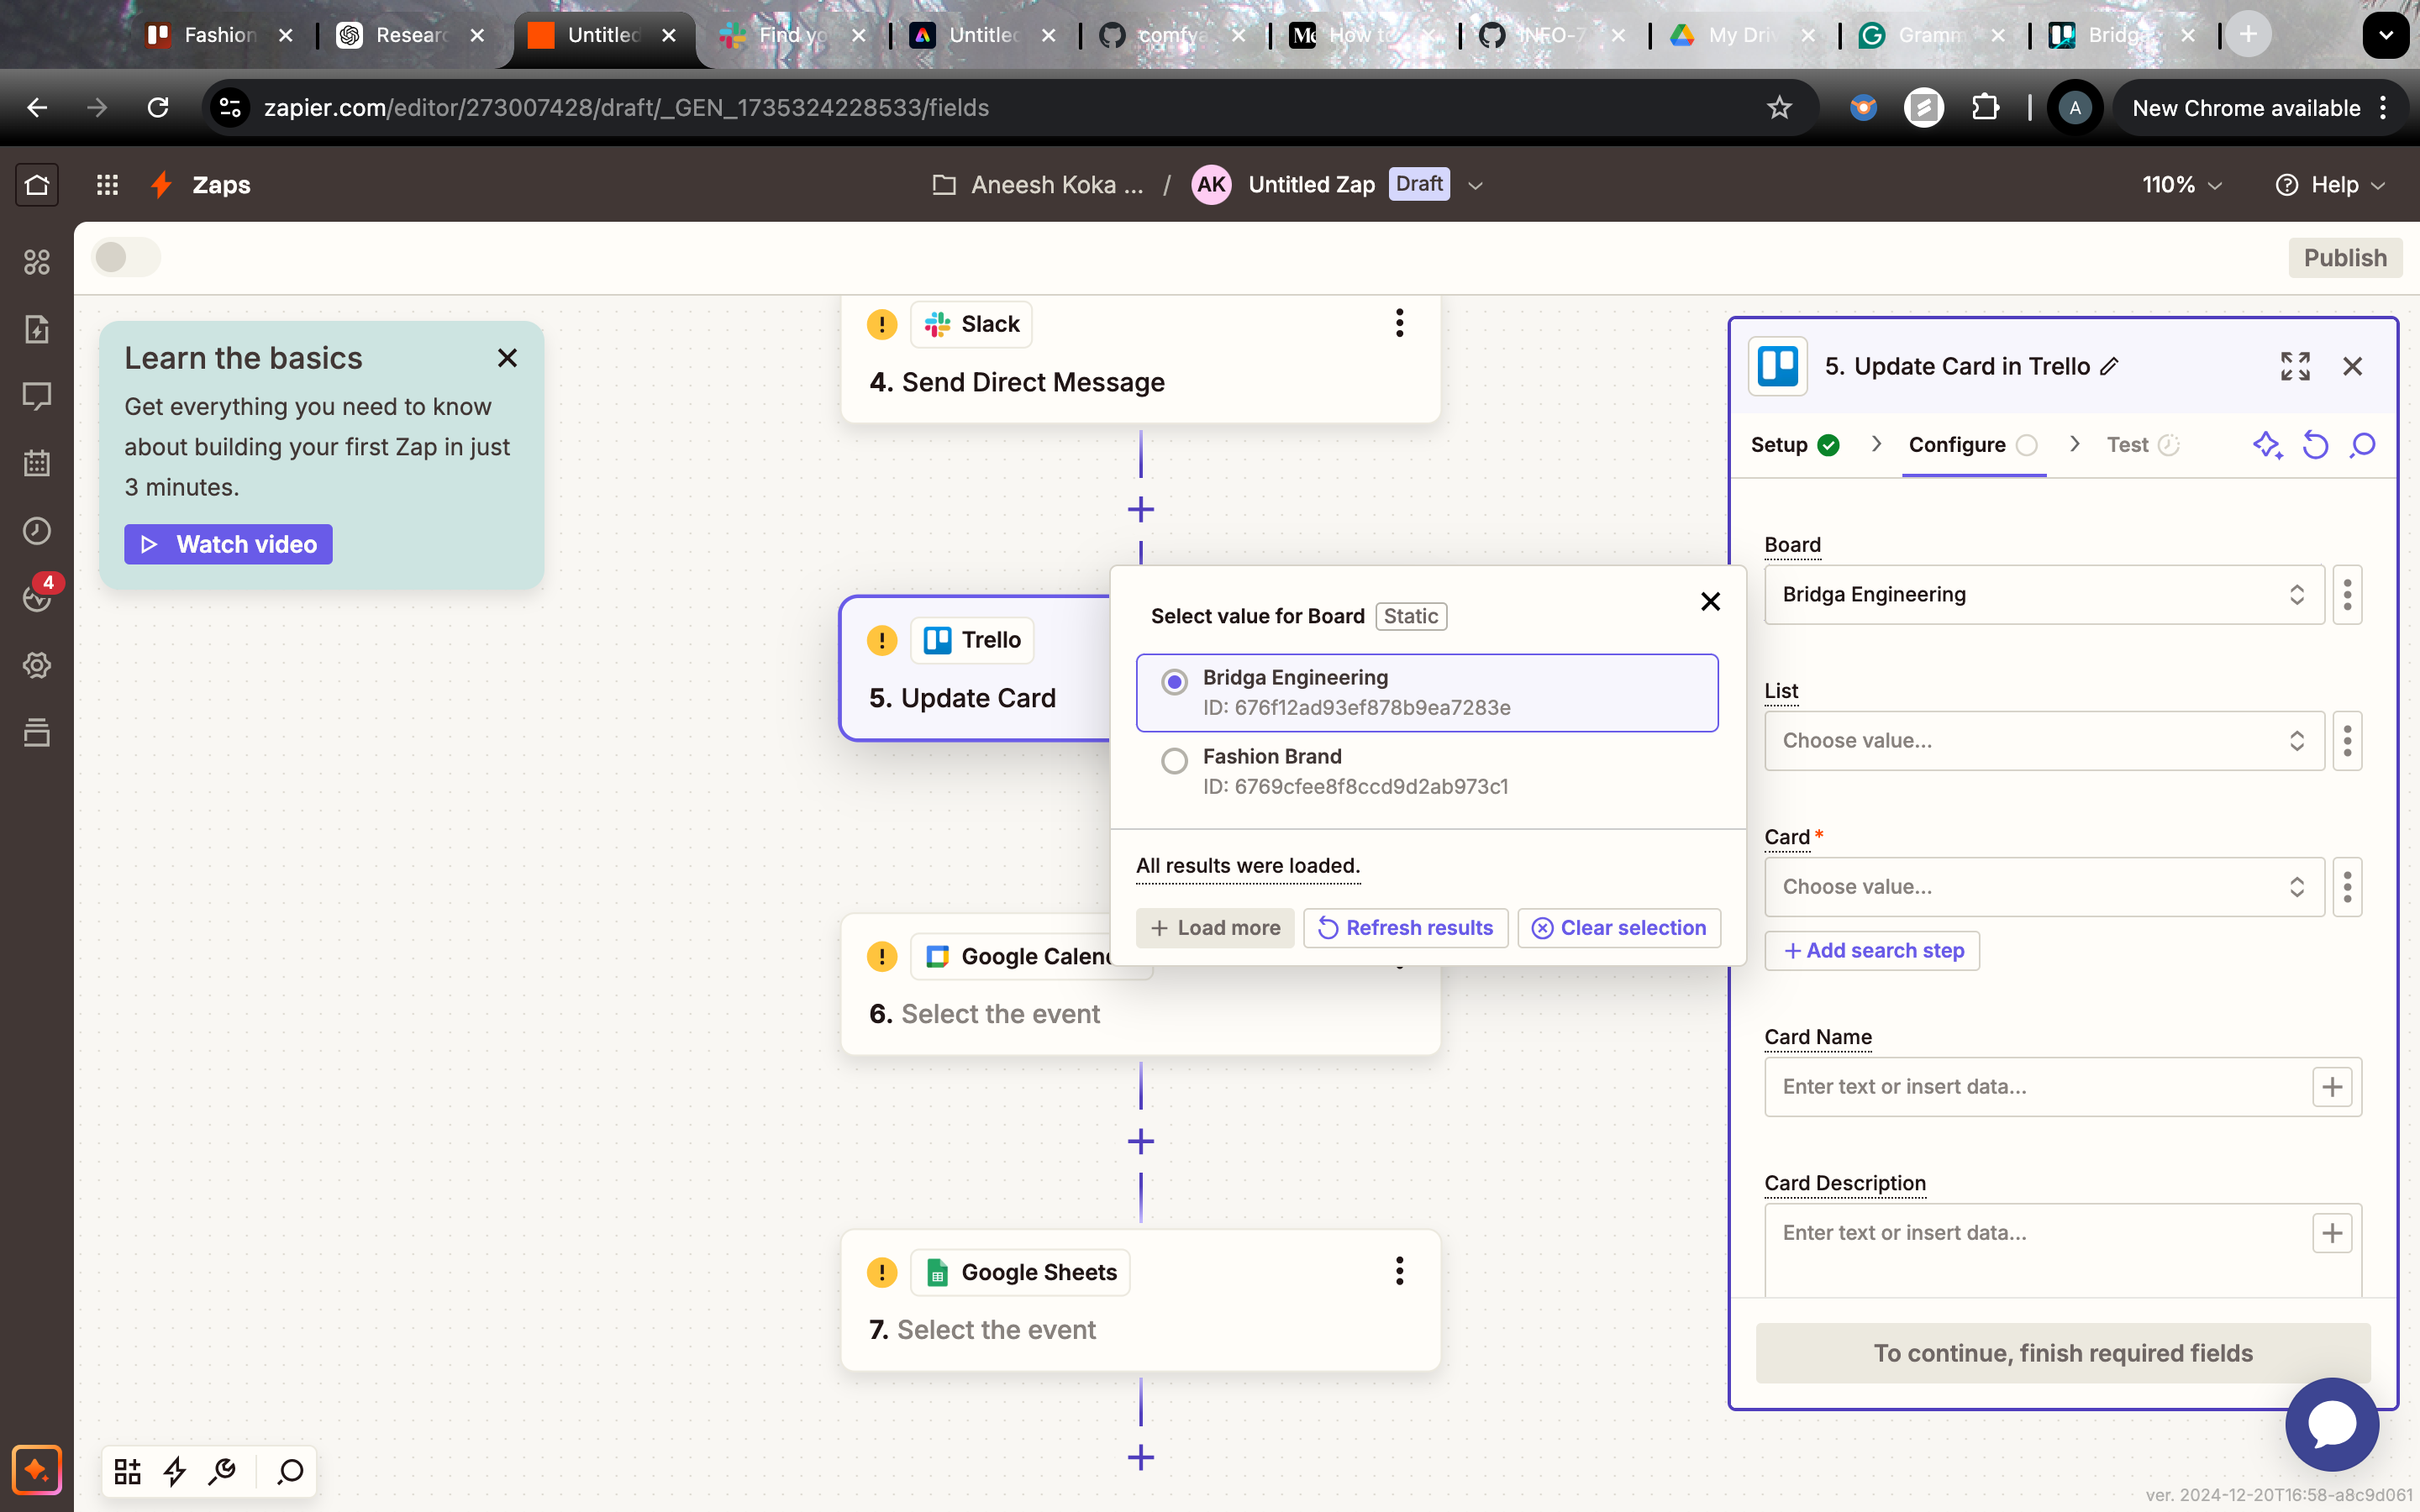 Fashion
Researc
Untitled
Find yo
Untitled
comfya
How to
INFO-7
My Driv
Gramm
Bridg
zapier.com/editor/273007428/draft/_GEN_1735324228533/fields
A
New Chrome available
Zaps
Aneesh Koka ... / AK Untitled Zap Draft
110%
Help
Publish
Learn the basics
Get everything you need to know
about building your first Zap in just
3 minutes.
Watch video
4
Slack
4. Send Direct Message
Trello
5. Update Card
Select value for Board Static
Bridga Engineering
ID: 676f12ad93ef878b9ea7283e
Fashion Brand
ID: 6769cfee8f8ccd9d2ab973c1
All results were loaded.
Load more
Refresh results
Clear selection
Google Calend
6. Select the event
Google Sheets
7. Select the event
5. Update Card in Trello
Setup
Configure
Test
Board
Bridga Engineering
List
Choose value...
Card *
Choose value...
+ Add search step
Card Name
Enter text or insert data...
Card Description
Enter text or insert data...
To continue, finish required fields
ver. 2024-12-20T16:58-a8c9d061